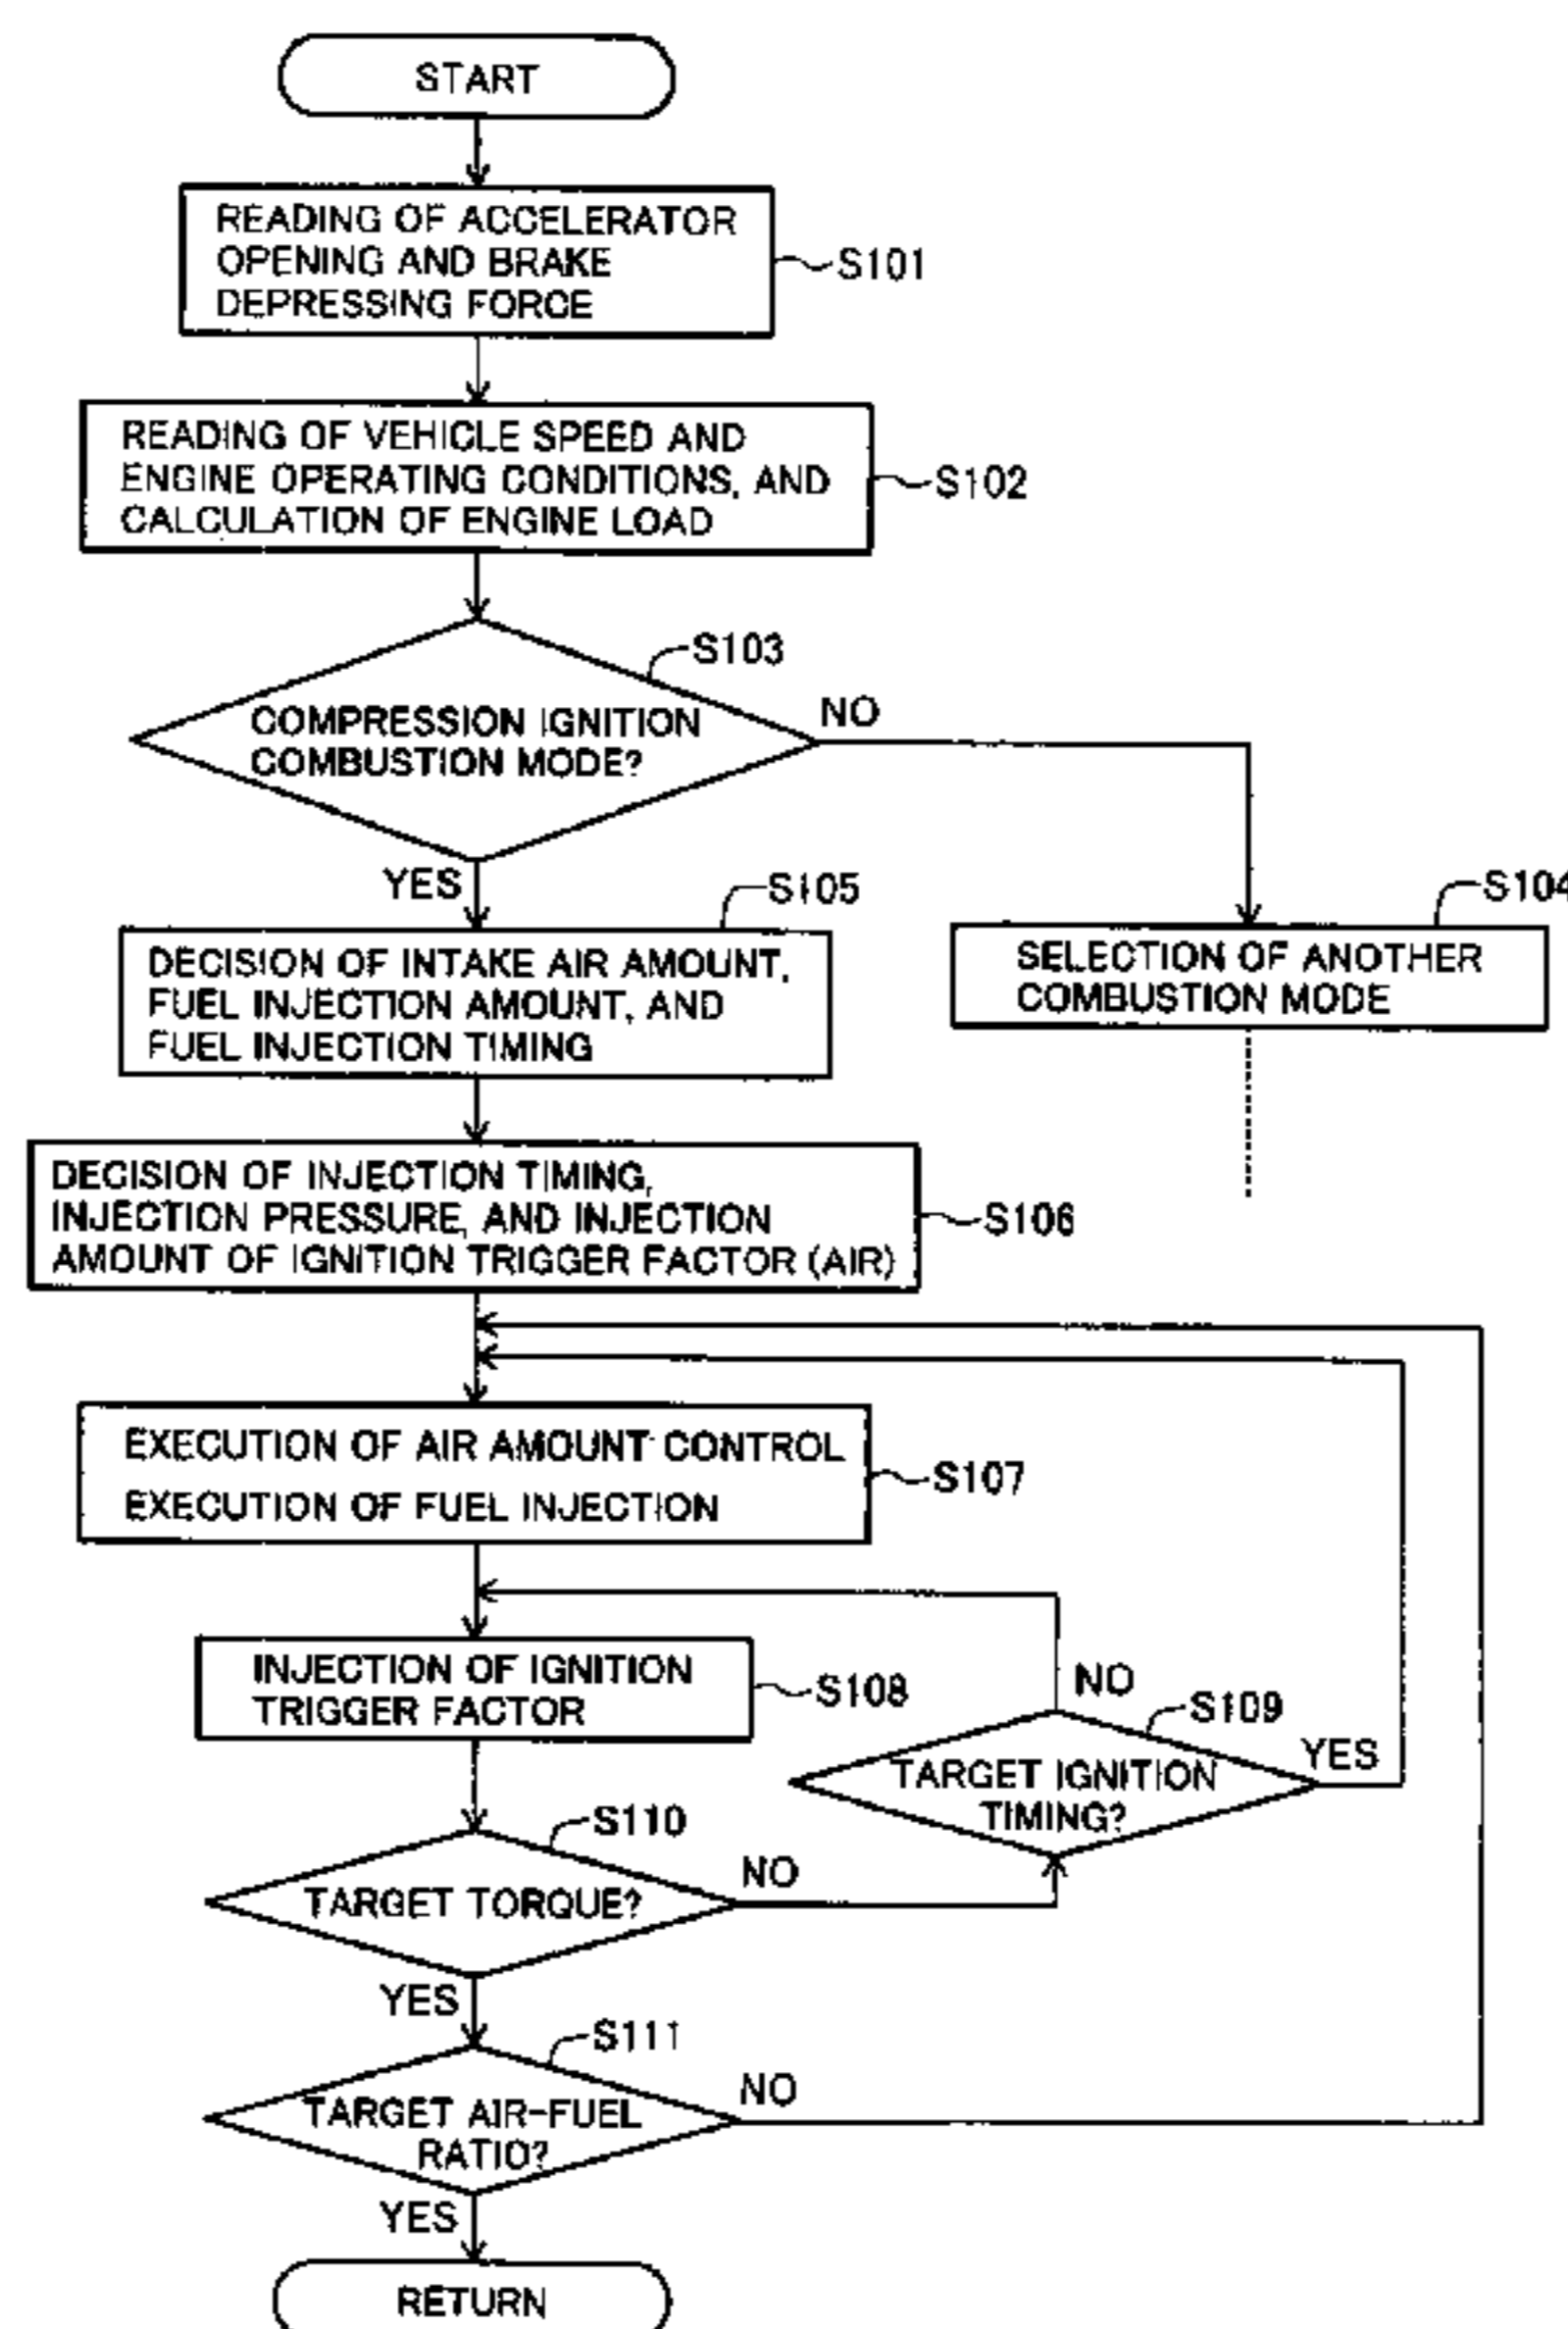 START
READING OF ACCELERATOR
OPENING AND BRAKE
DEPRESSING FORCE
S101
READING OF VEHICLE SPEED AND
ENGINE OPERATING CONDITIONS, AND
CALCULATION OF ENGINE LOAD
S102
S103
COMPRESSION IGNITION
COMBUSTION MODE?
NO
YES
S105
S104
DECISION OF INTAKE AIR AMOUNT,
FUEL INJECTION AMOUNT, AND
FUEL INJECTION TIMING
SELECTION OF ANOTHER
COMBUSTION MODE
DECISION OF INJECTION TIMING,
INJECTION PRESSURE, AND INJECTION
AMOUNT OF IGNITION TRIGGER FACTOR (AIR)
S106
EXECUTION OF AIR AMOUNT CONTROL
EXECUTION OF FUEL INJECTION
S107
INJECTION OF IGNITION
TRIGGER FACTOR
S108
NO
S109
TARGET IGNITION
TIMING?
YES
S110
TARGET TORQUE?
NO
YES
S111
TARGET AIR-FUEL
RATIO?
NO
YES
RETURN